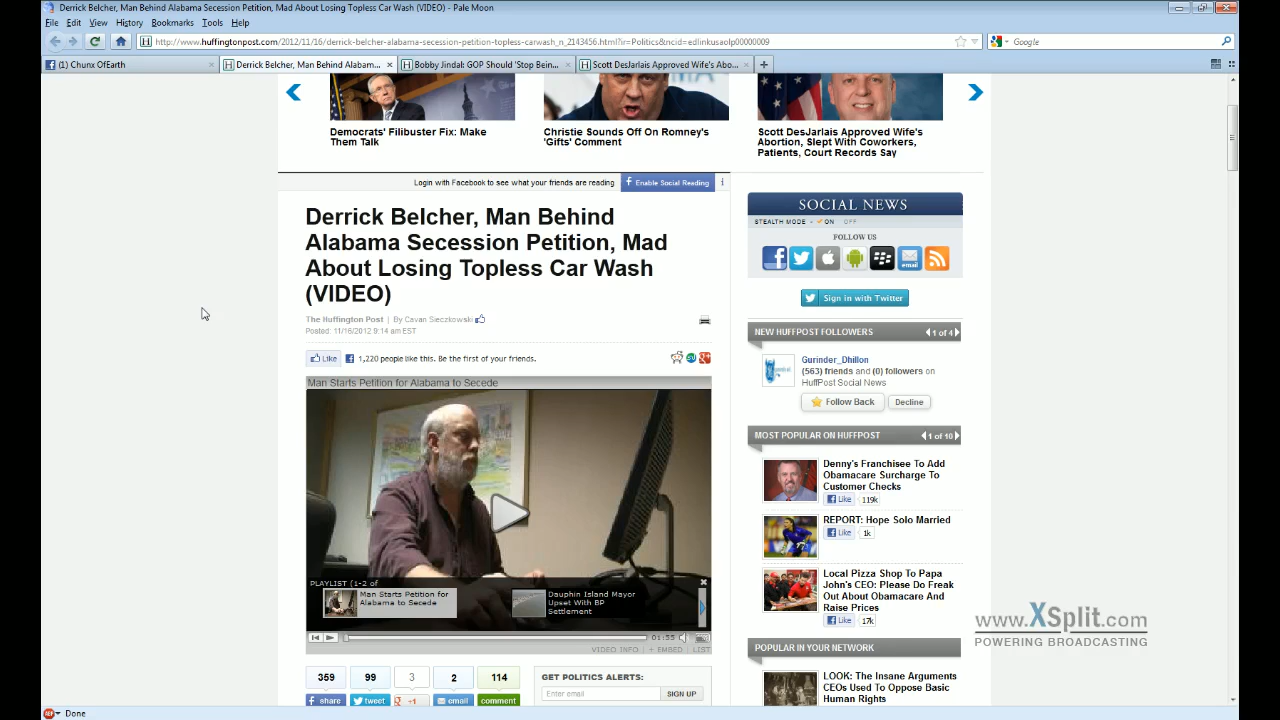 Derrick Belcher, Man Behind Alabama Secession Petition, Mad About Losing Topless Car Wash (VIDEO) - Pale Moon
File Edit View History Bookmarks Tools Help
http://www.huffingtonpost.com/2012/11/16/derrick-belcher-alabama-secession-petition-topless-carwash_n_2143456.html?ir=Politics&ncid=edlinkusaolp00000009
Google
(1) Chunx OfEarth
Derrick Belcher, Man Behind Alabam...
Bobby Jindal: GOP Should 'Stop Bein...
Scott DesJarlais Approved Wife's Abo...
Democrats' Filibuster Fix: Make
Them Talk
Christie Sounds Off On Romney's
'Gifts' Comment
Scott DesJarlais Approved Wife's
Abortion, Slept With Coworkers,
Patients, Court Records Say
Login with Facebook to see what your friends are reading
Enable Social Reading
Derrick Belcher, Man Behind
Alabama Secession Petition, Mad
About Losing Topless Car Wash
(VIDEO)
The Huffington Post | By Cavan Sieczkowski
Posted: 11/16/2012 9:14 am EST
Like
1,220 people like this. Be the first of your friends.
Man Starts Petition for Alabama to Secede
PLAYLIST (1-2 of
Man Starts Petition for
Alabama to Secede
Dauphin Island Mayor
Upset With BP
Settlement
01:55
VIDEO INFO + EMBED LIST
359 99 3 2 114
share tweet +1 email comment
GET POLITICS ALERTS:
Enter email
SIGN UP
SOCIAL NEWS
STEALTH MODE - ON OFF
FOLLOW US
email
Sign in with Twitter
NEW HUFFPOST FOLLOWERS
1 of 4
Gurinder_Dhillon
(563) friends and (0) followers on
HuffPost Social News
Follow Back
Decline
MOST POPULAR ON HUFFPOST
1 of 10
Denny's Franchisee To Add
Obamacare Surcharge To
Customer Checks
Like 119k
REPORT: Hope Solo Married
Like 1k
Local Pizza Shop To Papa
John's CEO: Please Do Freak
Out About Obamacare And
Raise Prices
Like 17k
POPULAR IN YOUR NETWORK
LOOK: The Insane Arguments
CEOs Used To Oppose Basic
Human Rights
www.XSplit.com
POWERING BROADCASTING
Done